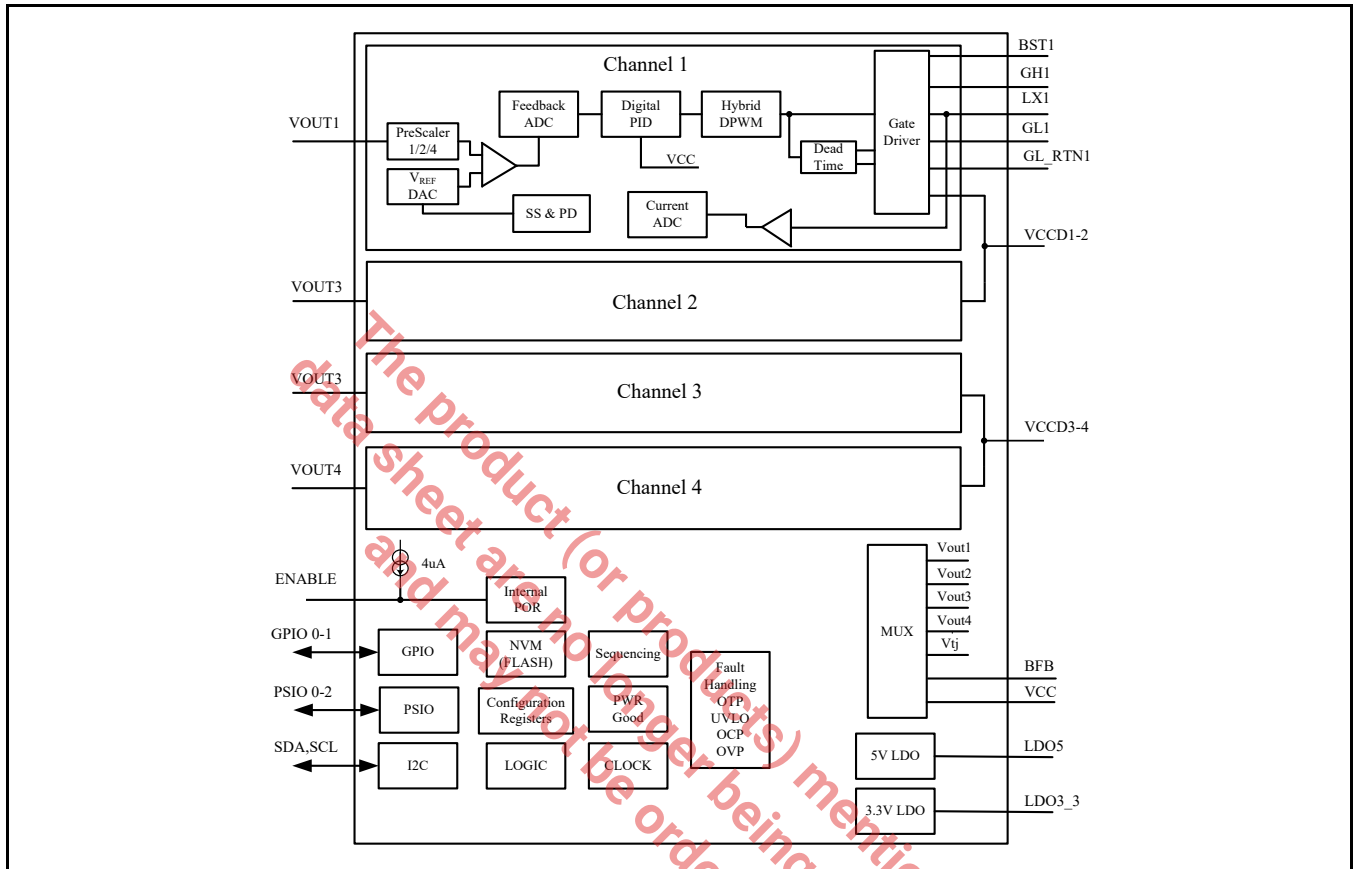 Channel 1
BST1
GH1
LX1
GL1
GL_RTN1
VOUT1
PreScaler
1/2/4
VREF
DAC
Feedback
ADC
Digital
PID
Hybrid
DPWM
Dead
Time
Gate
Driver
VCC
SS & PD
Current
ADC
VCCD1-2
VOUT3
Channel 2
VOUT3
Channel 3
VCCD3-4
VOUT4
Channel 4
4uA
ENABLE
Internal
POR
GPIO 0-1
GPIO
NVM
(FLASH)
Sequencing
PSIO 0-2
PSIO
Configuration
Registers
PWR
Good
SDA,SCL
I2C
LOGIC
CLOCK
Fault
Handling
OTP
UVLO
OCP
OVP
MUX
Vout1
Vout2
Vout3
Vout4
Vtj
BFB
VCC
5V LDO
LDO5
3.3V LDO
LDO3_3
The product (or products) mentio
data sheet are no longer being
and may not be orde